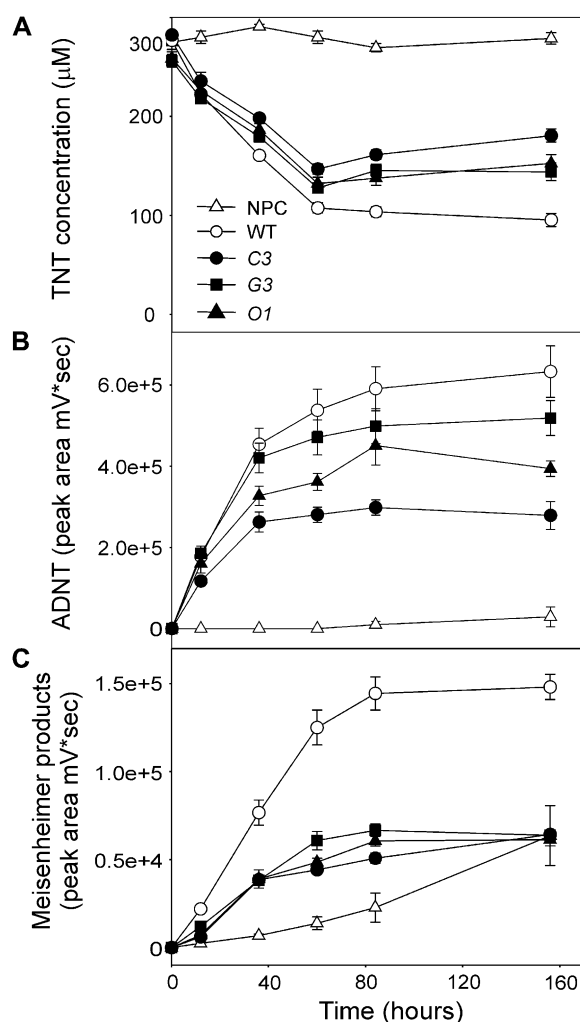 A
TNT concentration (μM)
300
200
100
0
NPC
WT
C3
G3
O1
B
ADNT (peak area mV*sec)
6.0e+5
4.0e+5
2.0e+5
0
C
Meisenheimer products
(peak area mV*sec)
1.5e+5
1.0e+5
0.5e+4
0
0
40
80
120
160
Time (hours)